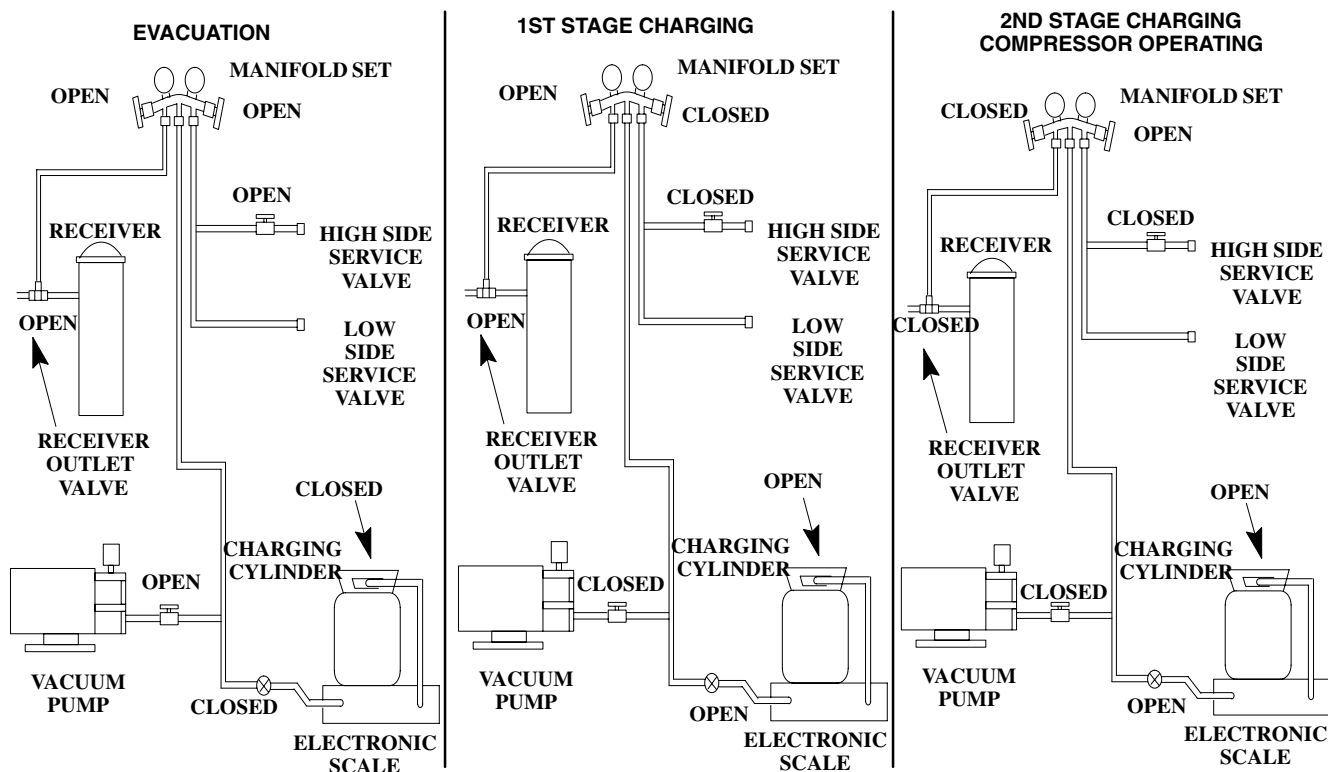 EVACUATION
MANIFOLD SET
OPEN
OPEN
OPEN
RECEIVER
HIGH SIDE
SERVICE
VALVE
OPEN
LOW
SIDE
SERVICE
VALVE
RECEIVER
OUTLET
VALVE
CLOSED
CHARGING
CYLINDER
OPEN
VACUUM
PUMP
CLOSED
ELECTRONIC
SCALE
1ST STAGE CHARGING
MANIFOLD SET
OPEN
CLOSED
CLOSED
RECEIVER
HIGH SIDE
SERVICE
VALVE
OPEN
LOW
SIDE
SERVICE
VALVE
RECEIVER
OUTLET
VALVE
OPEN
CHARGING
CYLINDER
CLOSED
VACUUM
PUMP
OPEN
ELECTRONIC
SCALE
2ND STAGE CHARGING
COMPRESSOR OPERATING
MANIFOLD SET
CLOSED
OPEN
CLOSED
RECEIVER
HIGH SIDE
SERVICE
VALVE
CLOSED
LOW
SIDE
SERVICE
VALVE
RECEIVER
OUTLET
VALVE
OPEN
CHARGING
CYLINDER
CLOSED
VACUUM
PUMP
OPEN
ELECTRONIC
SCALE